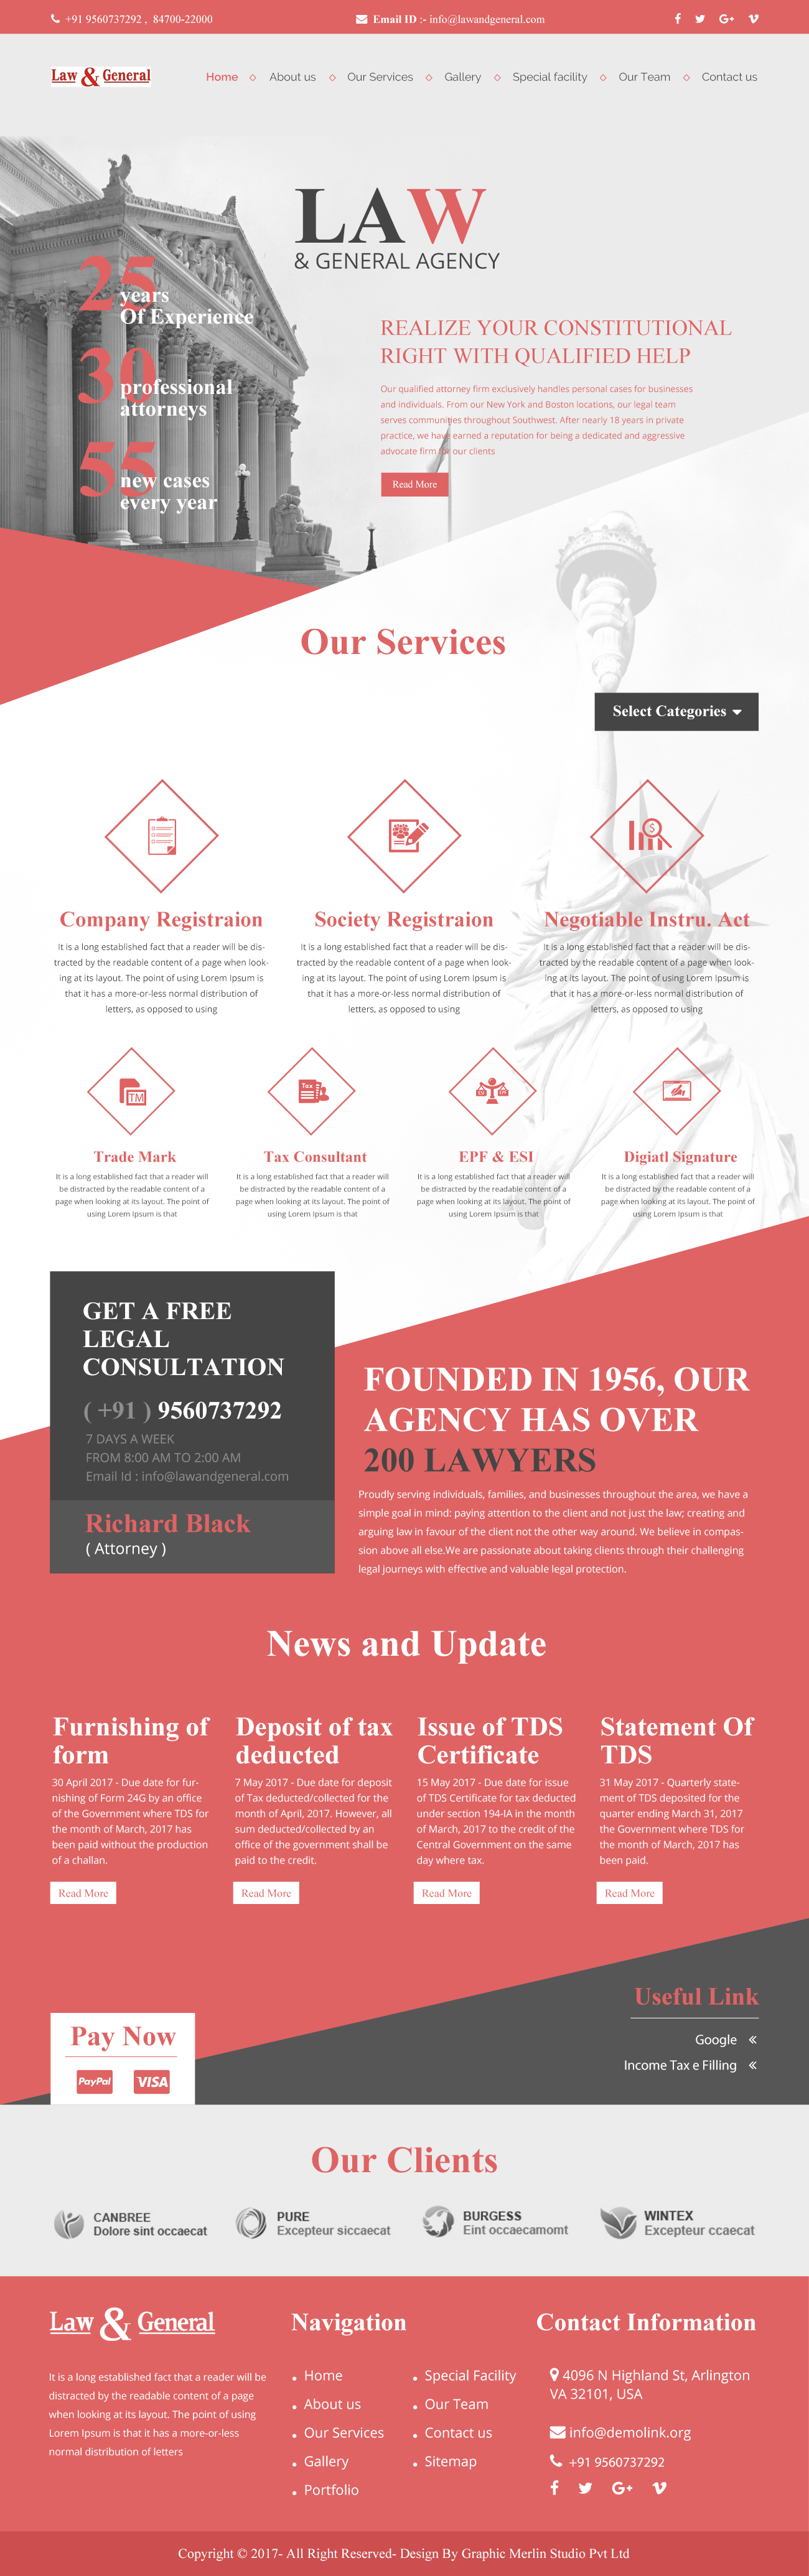 +91 9560737292 , 84700-22000
Email ID :- info@lawandgeneral.com
Law & General
Home
About us
Our Services
Gallery
Special facility
Our Team
Contact us
LAW
& GENERAL AGENCY
25
years
Of Experience
30
professional
attorneys
55
new cases
every year
REALIZE YOUR CONSTITUTIONAL
RIGHT WITH QUALIFIED HELP
Our qualified attorney firm exclusively handles personal cases for businesses
and individuals. From our New York and Boston locations, our legal team
serves communities throughout Southwest. After nearly 18 years in private
practice, we have earned a reputation for being a dedicated and aggressive
advocate firm for our clients
Read More
Our Services
Select Categories
Company Registraion
It is a long established fact that a reader will be dis-
tracted by the readable content of a page when look-
ing at its layout. The point of using Lorem Ipsum is
that it has a more-or-less normal distribution of
letters, as opposed to using
Society Registraion
It is a long established fact that a reader will be dis-
tracted by the readable content of a page when look-
ing at its layout. The point of using Lorem Ipsum is
that it has a more-or-less normal distribution of
letters, as opposed to using
Negotiable Instru. Act
It is a long established fact that a reader will be dis-
tracted by the readable content of a page when look-
ing at its layout. The point of using Lorem Ipsum is
that it has a more-or-less normal distribution of
letters, as opposed to using
TM
Trade Mark
It is a long established fact that a reader will
be distracted by the readable content of a
page when looking at its layout. The point of
using Lorem Ipsum is that
Tax
Tax Consultant
It is a long established fact that a reader will
be distracted by the readable content of a
page when looking at its layout. The point of
using Lorem Ipsum is that
EPF & ESI
It is a long established fact that a reader will
be distracted by the readable content of a
page when looking at its layout. The point of
using Lorem Ipsum is that
Digiatl Signature
It is a long established fact that a reader will
be distracted by the readable content of a
page when looking at its layout. The point of
using Lorem Ipsum is that
GET A FREE
LEGAL
CONSULTATION
( +91 ) 9560737292
7 DAYS A WEEK
FROM 8:00 AM TO 2:00 AM
Email Id : info@lawandgeneral.com
Richard Black
( Attorney )
FOUNDED IN 1956, OUR
AGENCY HAS OVER
200 LAWYERS
Proudly serving individuals, families, and businesses throughout the area, we have a
simple goal in mind: paying attention to the client and not just the law; creating and
arguing law in favour of the client not the other way around. We believe in compas-
sion above all else.We are passionate about taking clients through their challenging
legal journeys with effective and valuable legal protection.
News and Update
Furnishing of
form
30 April 2017 - Due date for fur-
nishing of Form 24G by an office
of the Government where TDS for
the month of March, 2017 has
been paid without the production
of a challan.
Read More
Deposit of tax
deducted
7 May 2017 - Due date for deposit
of Tax deducted/collected for the
month of April, 2017. However, all
sum deducted/collected by an
office of the government shall be
paid to the credit.
Read More
Issue of TDS
Certificate
15 May 2017 - Due date for issue
of TDS Certificate for tax deducted
under section 194-IA in the month
of March, 2017 to the credit of the
Central Government on the same
day where tax.
Read More
Statement Of
TDS
31 May 2017 - Quarterly state-
ment of TDS deposited for the
quarter ending March 31, 2017
the Government where TDS for
the month of March, 2017 has
been paid.
Read More
Useful Link
Google
Income Tax e Filling
Pay Now
PayPal
VISA
Our Clients
CANBREE
Dolore sint occaecat
PURE
Excepteur siccaecat
BURGESS
Eint occaecamomt
WINTEX
Excepteur ccaecat
Law & General
It is a long established fact that a reader will be
distracted by the readable content of a page
when looking at its layout. The point of using
Lorem Ipsum is that it has a more-or-less
normal distribution of letters
Navigation
Home
About us
Our Services
Gallery
Portfolio
Special Facility
Our Team
Contact us
Sitemap
Contact Information
4096 N Highland St, Arlington
VA 32101, USA
info@demolink.org
+91 9560737292
Copyright © 2017- All Right Reserved- Design By Graphic Merlin Studio Pvt Ltd